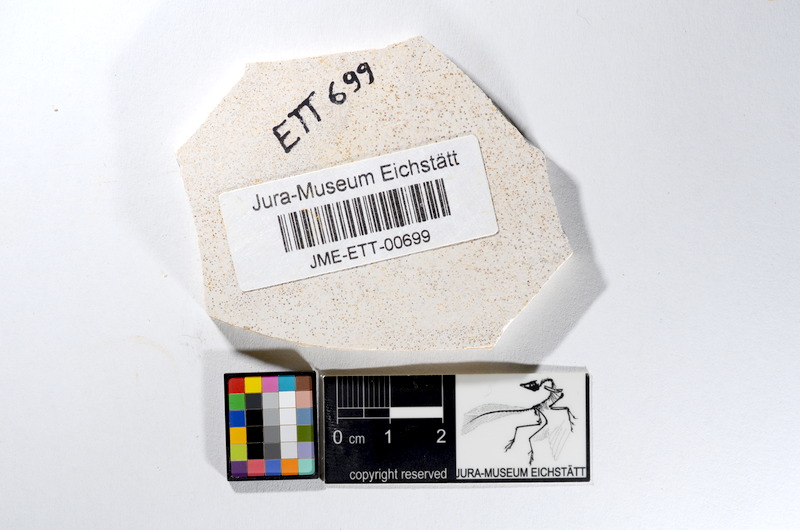 ETT 699
Jura-Museum Eichstätt
JME-ETT-00699
0 cm 1 2
copyright reserved
JURA-MUSEUM EICHSTÄTT